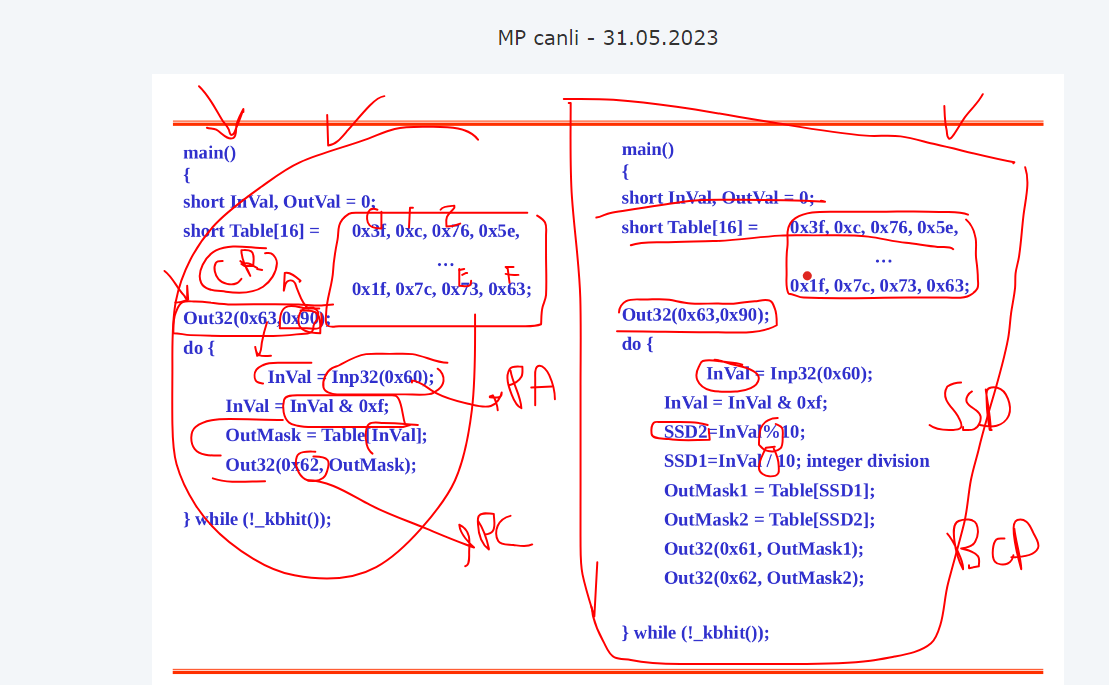 MP canli - 31.05.2023
main()
{
short InVal, OutVal = 0;
short Table[16] = 0x3f, 0xc, 0x76, 0x5e,
...
0x1f, 0x7c, 0x73, 0x63;
Out32(0x63,0x90);
do {
InVal = Inp32(0x60);
InVal = InVal & 0xf;
OutMask = Table[InVal];
Out32(0x62, OutMask);
} while (!_kbhit());
CR
1
2
E
F
PA
PC
main()
{
short InVal, OutVal = 0;
short Table[16] = 0x3f, 0xc, 0x76, 0x5e,
...
0x1f, 0x7c, 0x73, 0x63;
Out32(0x63,0x90);
do {
InVal = Inp32(0x60);
InVal = InVal & 0xf;
SSD2=InVal%10;
SSD1=InVal / 10; integer division
OutMask1 = Table[SSD1];
OutMask2 = Table[SSD2];
Out32(0x61, OutMask1);
Out32(0x62, OutMask2);
} while (!_kbhit());
SSD
BCD